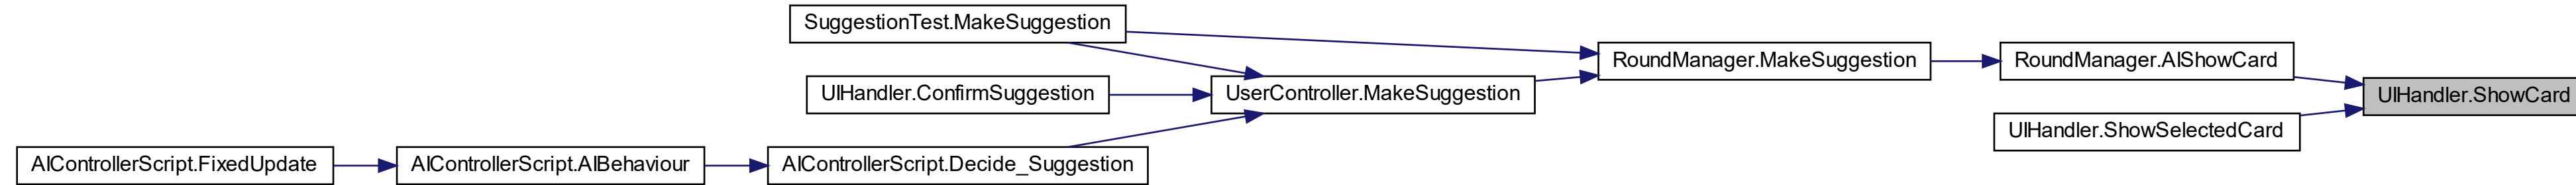 SuggestionTest.MakeSuggestion
RoundManager.MakeSuggestion
RoundManager.AIShowCard
UIHandler.ConfirmSuggestion
UserController.MakeSuggestion
UIHandler.ShowCard
UIHandler.ShowSelectedCard
AIControllerScript.FixedUpdate
AIControllerScript.AIBehaviour
AIControllerScript.Decide_Suggestion